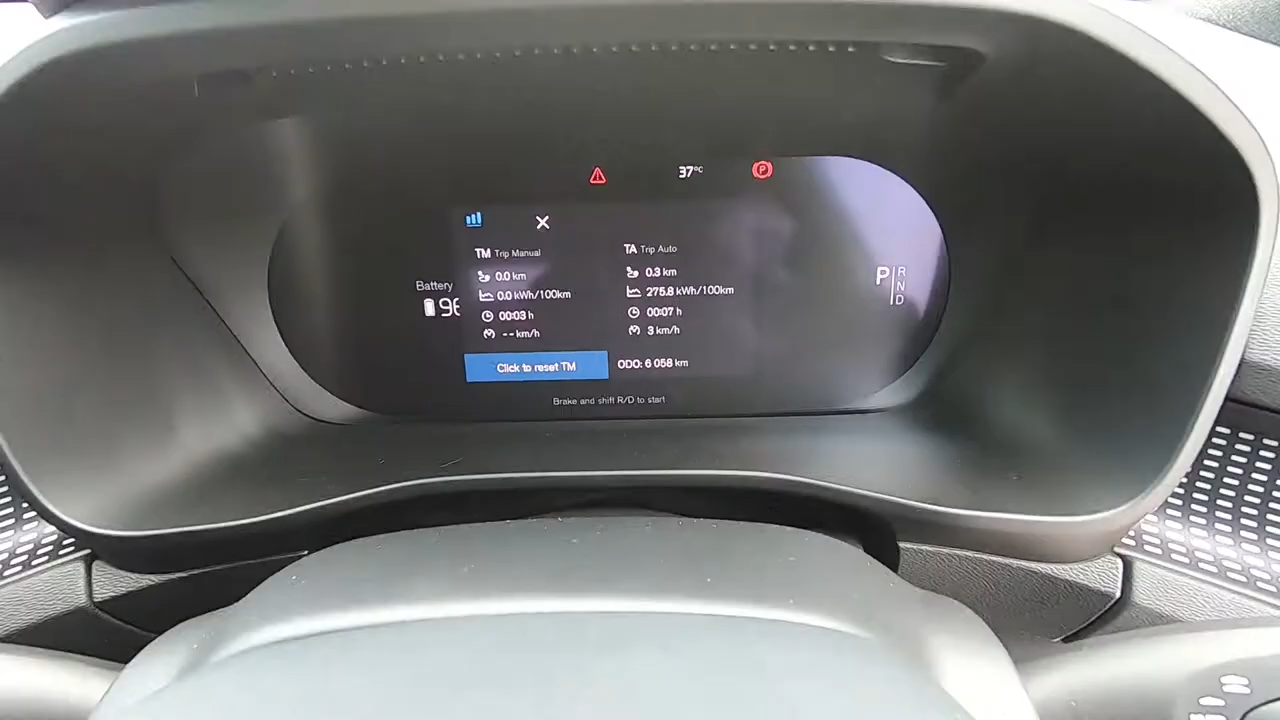 37°C
P
TM Trip Manual
0.0 km
0.0 kWh/100km
00:03 h
-- km/h
Click to reset TM
TA Trip Auto
0.3 km
275.8 kWh/100km
00:07 h
3 km/h
ODO: 6 058 km
Battery
96
P
R
N
D
Brake and shift R/D to start